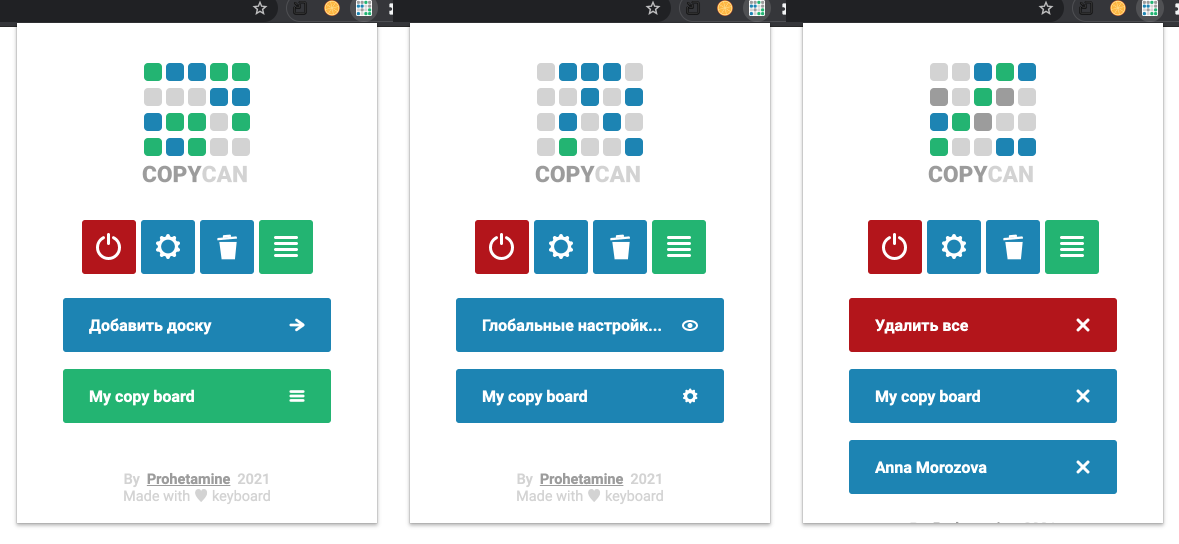 COPYCAN
Добавить доску
My copy board
By Prohetamine 2021
Made with keyboard
COPYCAN
Глобальные настройк...
My copy board
By Prohetamine 2021
Made with keyboard
COPYCAN
Удалить все
My copy board
Anna Morozova